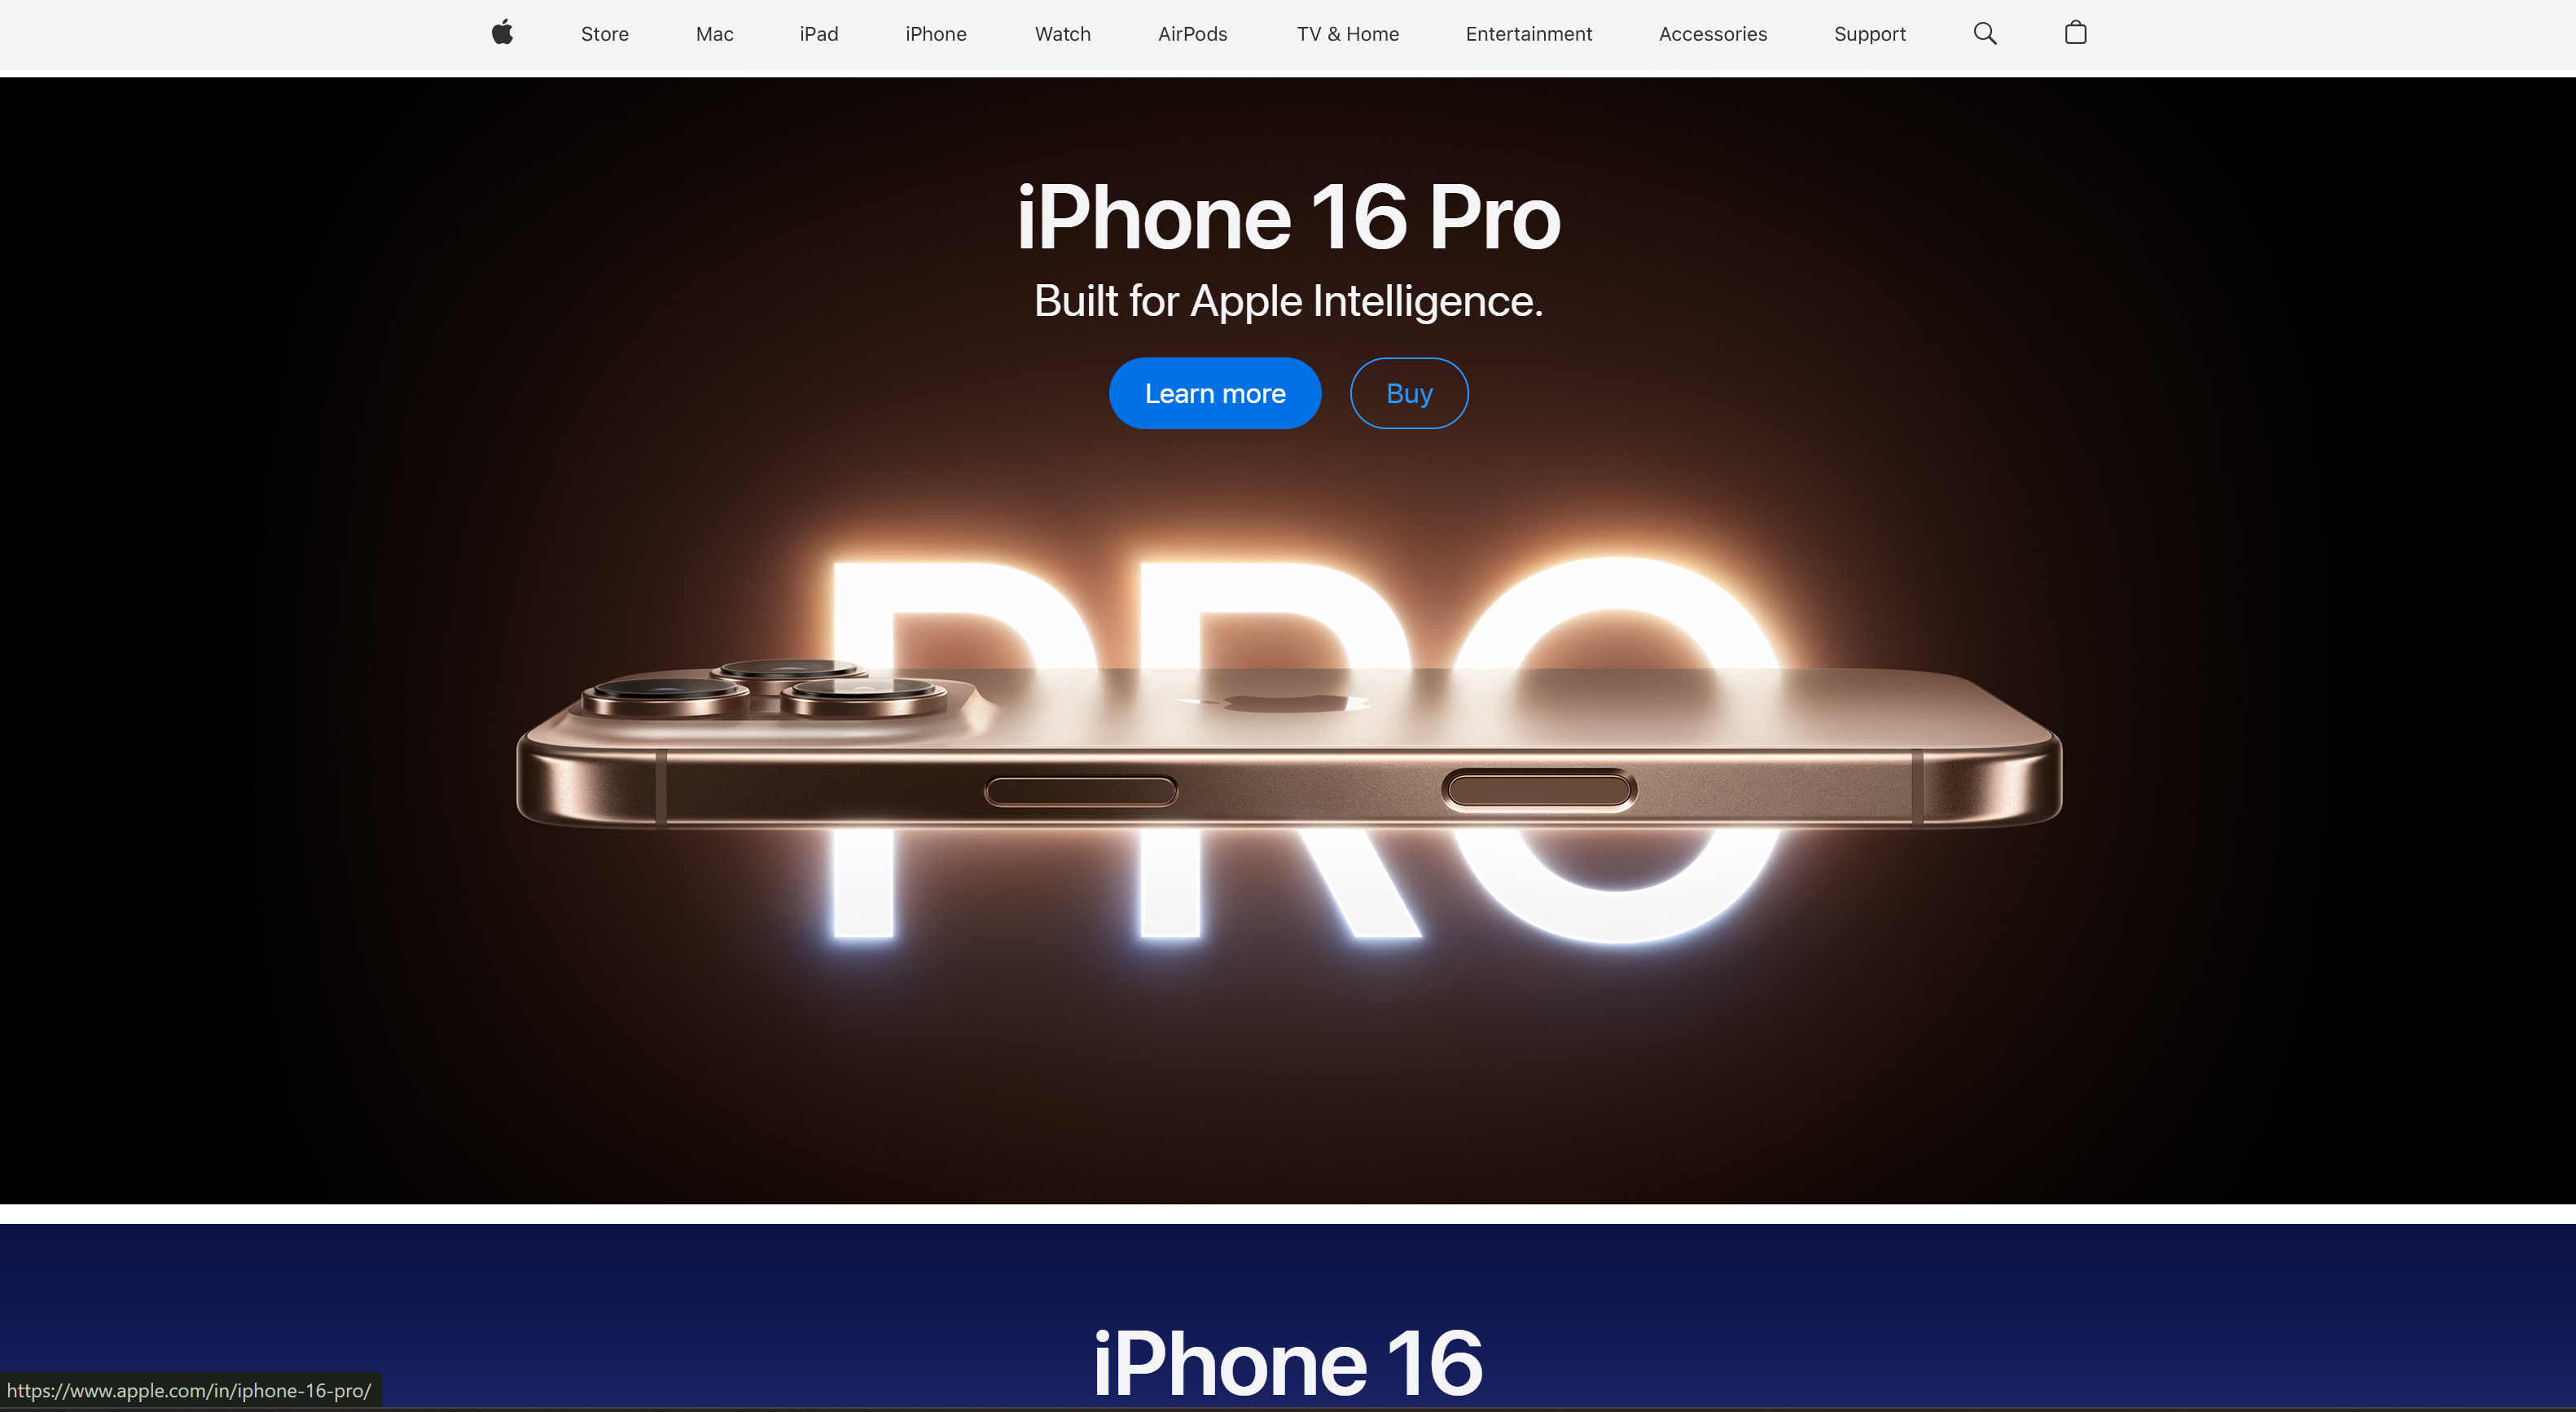 Store Mac iPad iPhone Watch AirPods TV & Home Entertainment Accessories Support
iPhone 16 Pro
Built for Apple Intelligence.
Learn more Buy
PRO
iPhone 16
https://www.apple.com/in/iphone-16-pro/